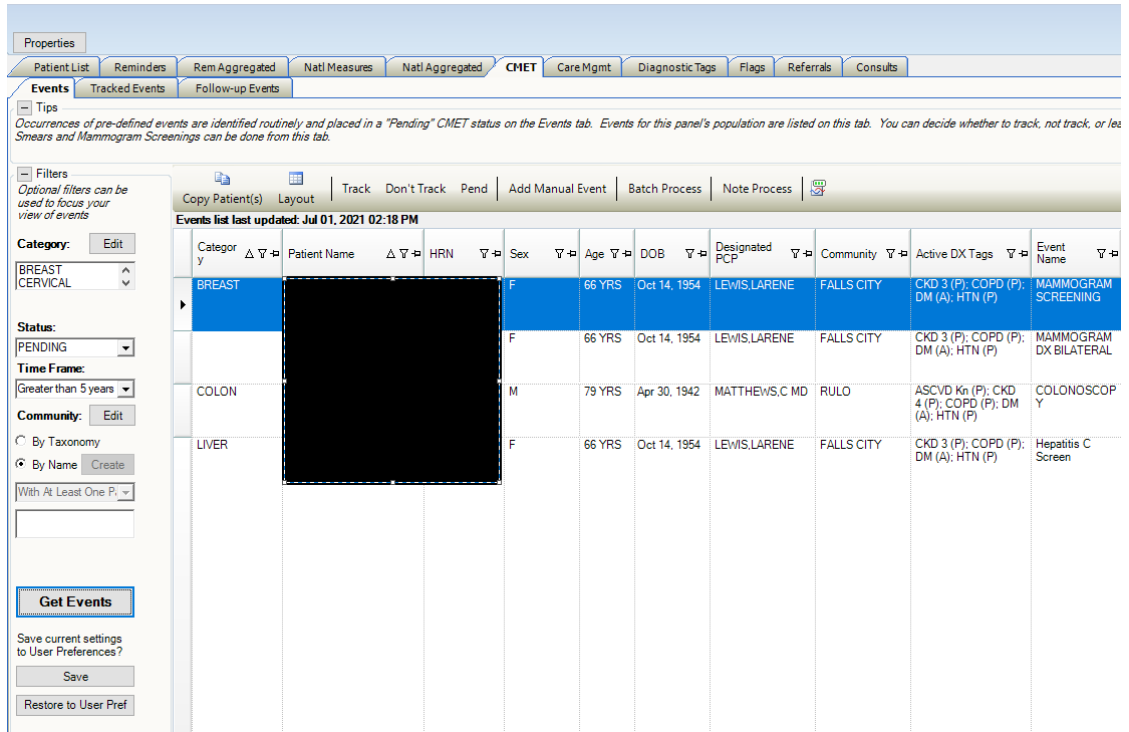 Properties
Patient List Reminders Rem Aggregated Natl Measures Natl Aggregated CMET Care Mgmt Diagnostic Tags Flags Referrals Consults
Events Tracked Events Follow-up Events
Tips
Occurrences of pre-defined events are identified routinely and placed in a "Pending" CMET status on the Events tab. Events for this panel's population are listed on this tab. You can decide whether to track, not track, or lea
Smears and Mammogram Screenings can be done from this tab.
Filters
Optional filters can be
used to focus your
view of events
Category: Edit
BREAST
CERVICAL
Status:
PENDING
Time Frame:
Greater than 5 years
Community: Edit
By Taxonomy
By Name Create
With At Least One P
Get Events
Save current settings
to User Preferences?
Save
Restore to User Pref
Copy Patient(s) Layout Track Don't Track Pend Add Manual Event Batch Process Note Process
Events list last updated: Jul 01, 2021 02:18 PM
Categor
y Patient Name HRN Sex Age DOB Designated
PCP Community Active DX Tags Event
Name
BREAST F 66 YRS Oct 14, 1954 LEWIS,LARENE FALLS CITY CKD 3 (P); COPD (P); MAMMOGRAM
DM (A); HTN (P) SCREENING
F 66 YRS Oct 14, 1954 LEWIS,LARENE FALLS CITY CKD 3 (P); COPD (P); MAMMOGRAM
DM (A); HTN (P) DX BILATERAL
COLON M 79 YRS Apr 30, 1942 MATTHEWS,C MD RULO ASCVD Kn (P); CKD COLONOSCOP
4 (P); COPD (P); DM Y
(A); HTN (P)
LIVER F 66 YRS Oct 14, 1954 LEWIS,LARENE FALLS CITY CKD 3 (P); COPD (P); Hepatitis C
DM (A); HTN (P) Screen